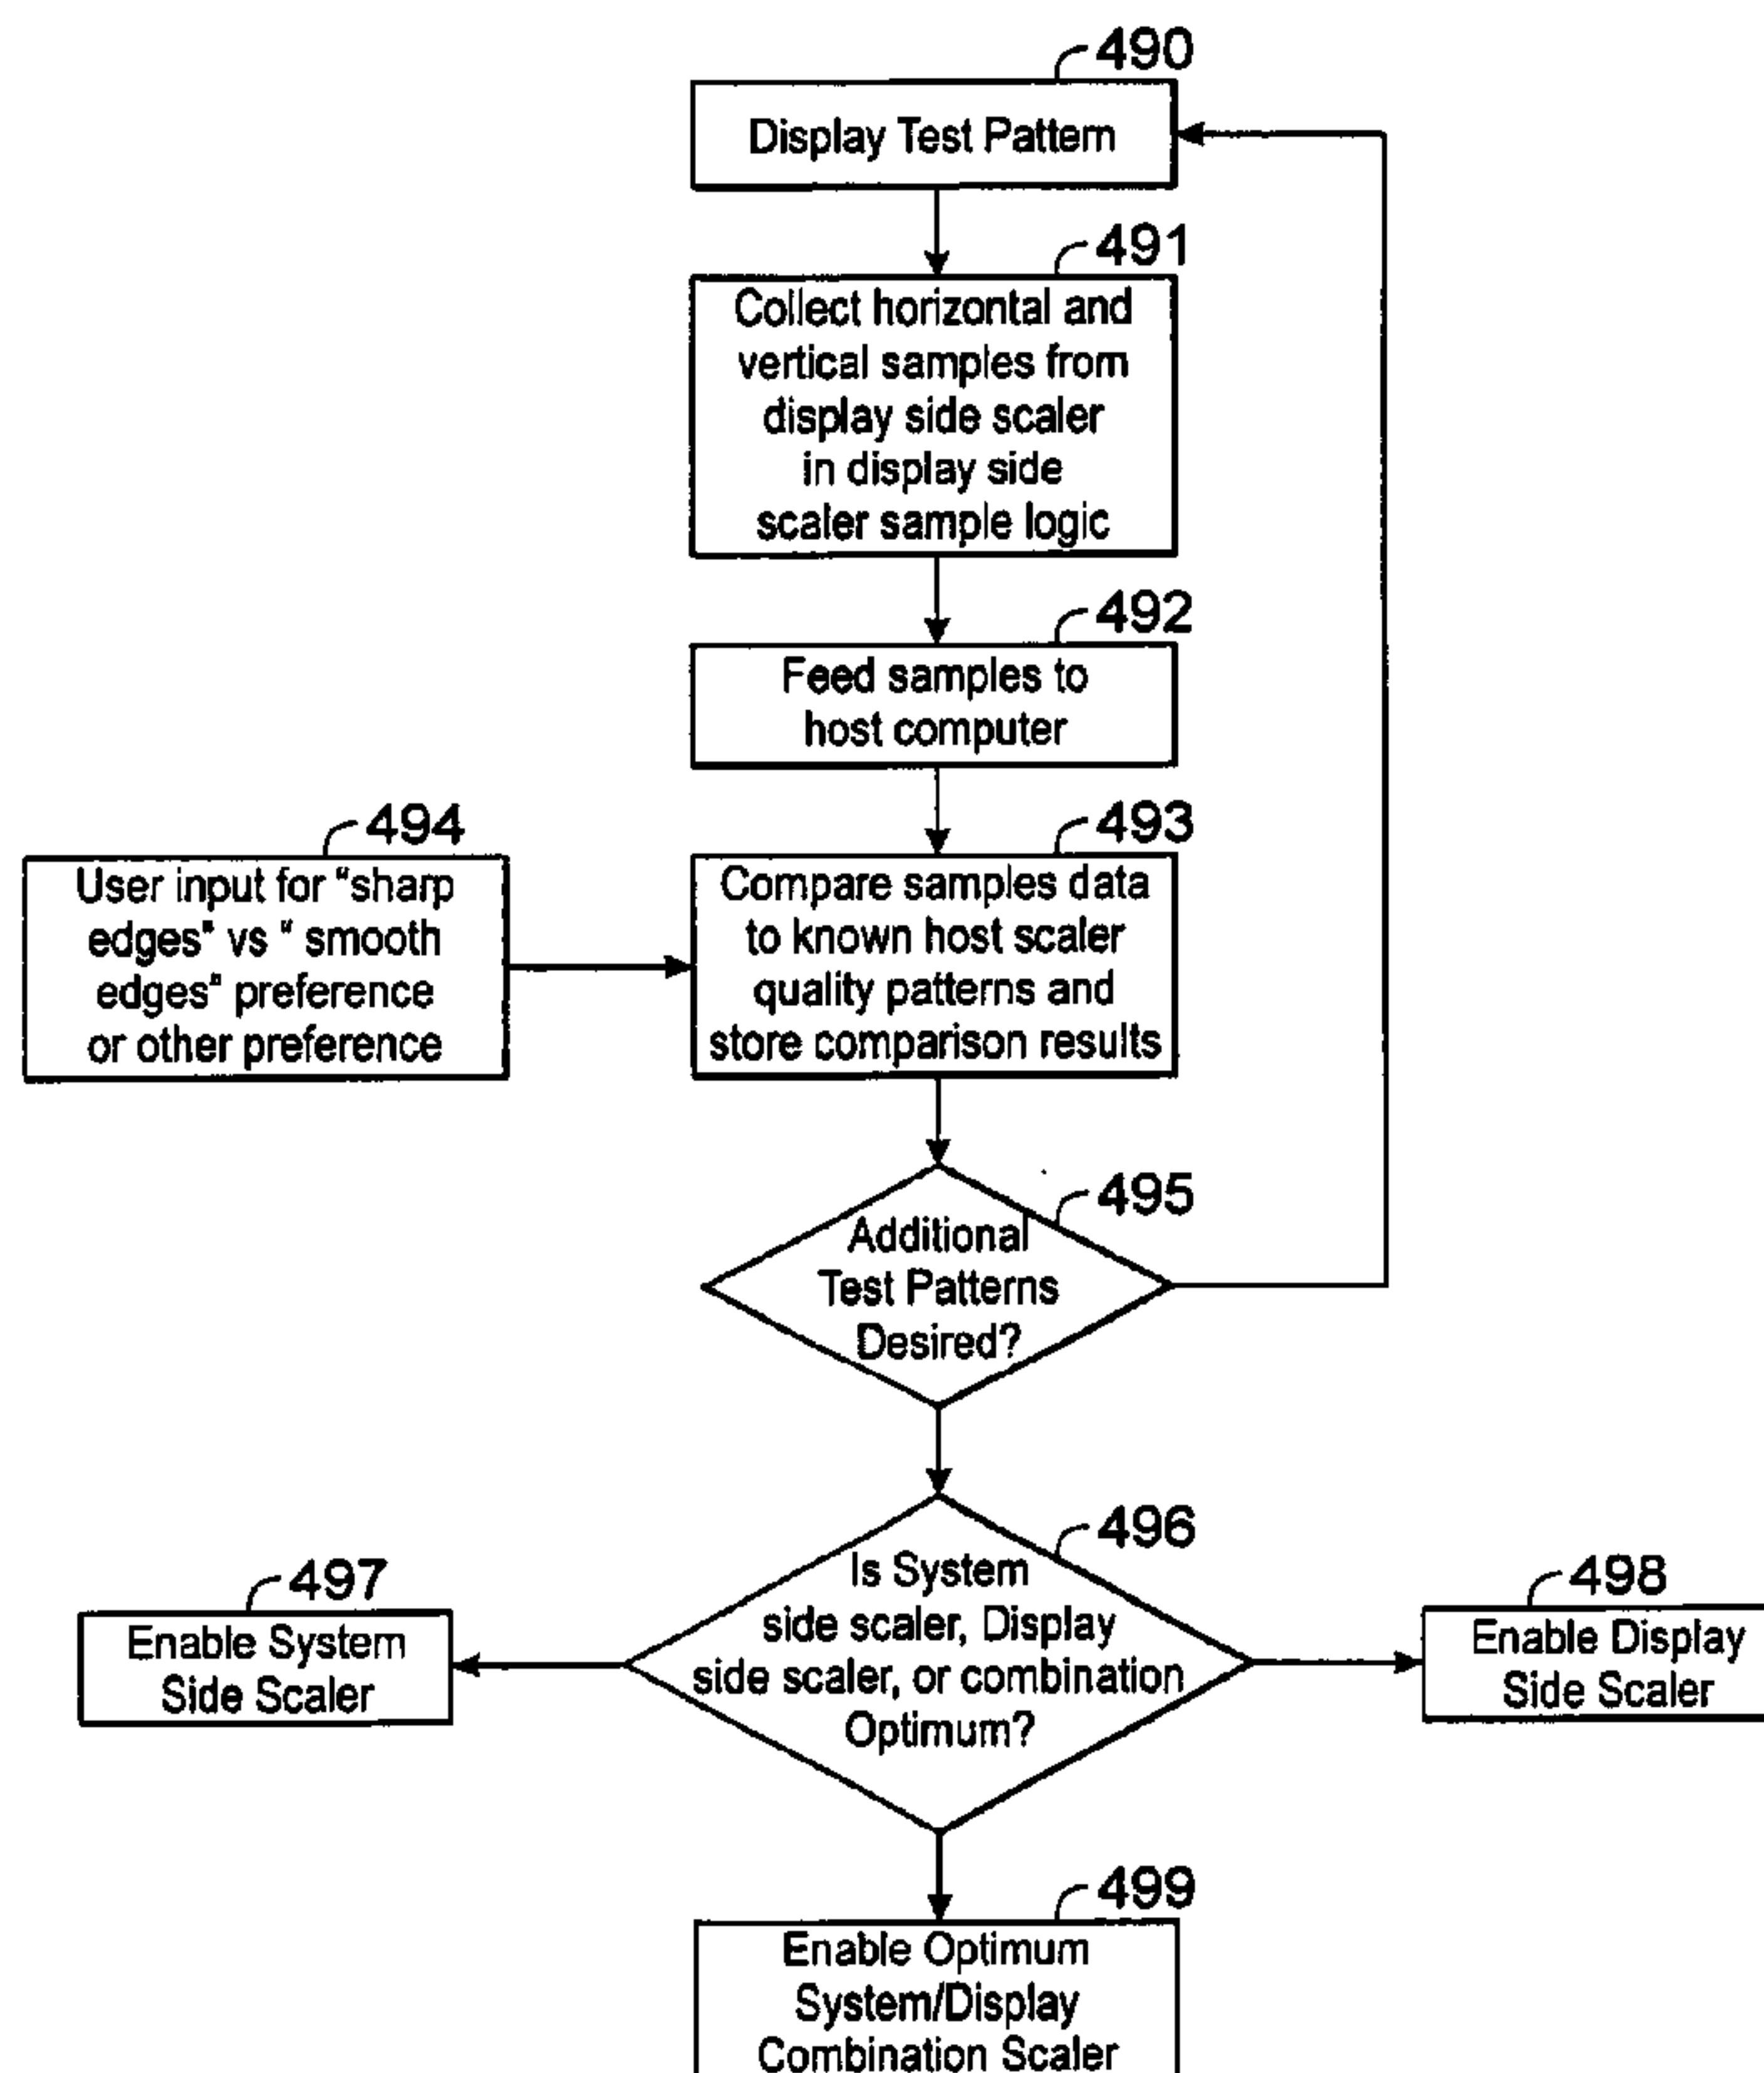 490
Display Test Pattern
491
Collect horizontal and
vertical samples from
display side scaler
in display side
scaler sample logic
492
Feed samples to
host computer
494
User input for "sharp
edges" vs " smooth
edges" preference
or other preference
493
Compare samples data
to known host scaler
quality patterns and
store comparison results
495
Additional
Test Patterns
Desired?
496
Is System
side scaler, Display
side scaler, or combination
Optimum?
497
Enable System
Side Scaler
498
Enable Display
Side Scaler
499
Enable Optimum
System/Display
Combination Scaler